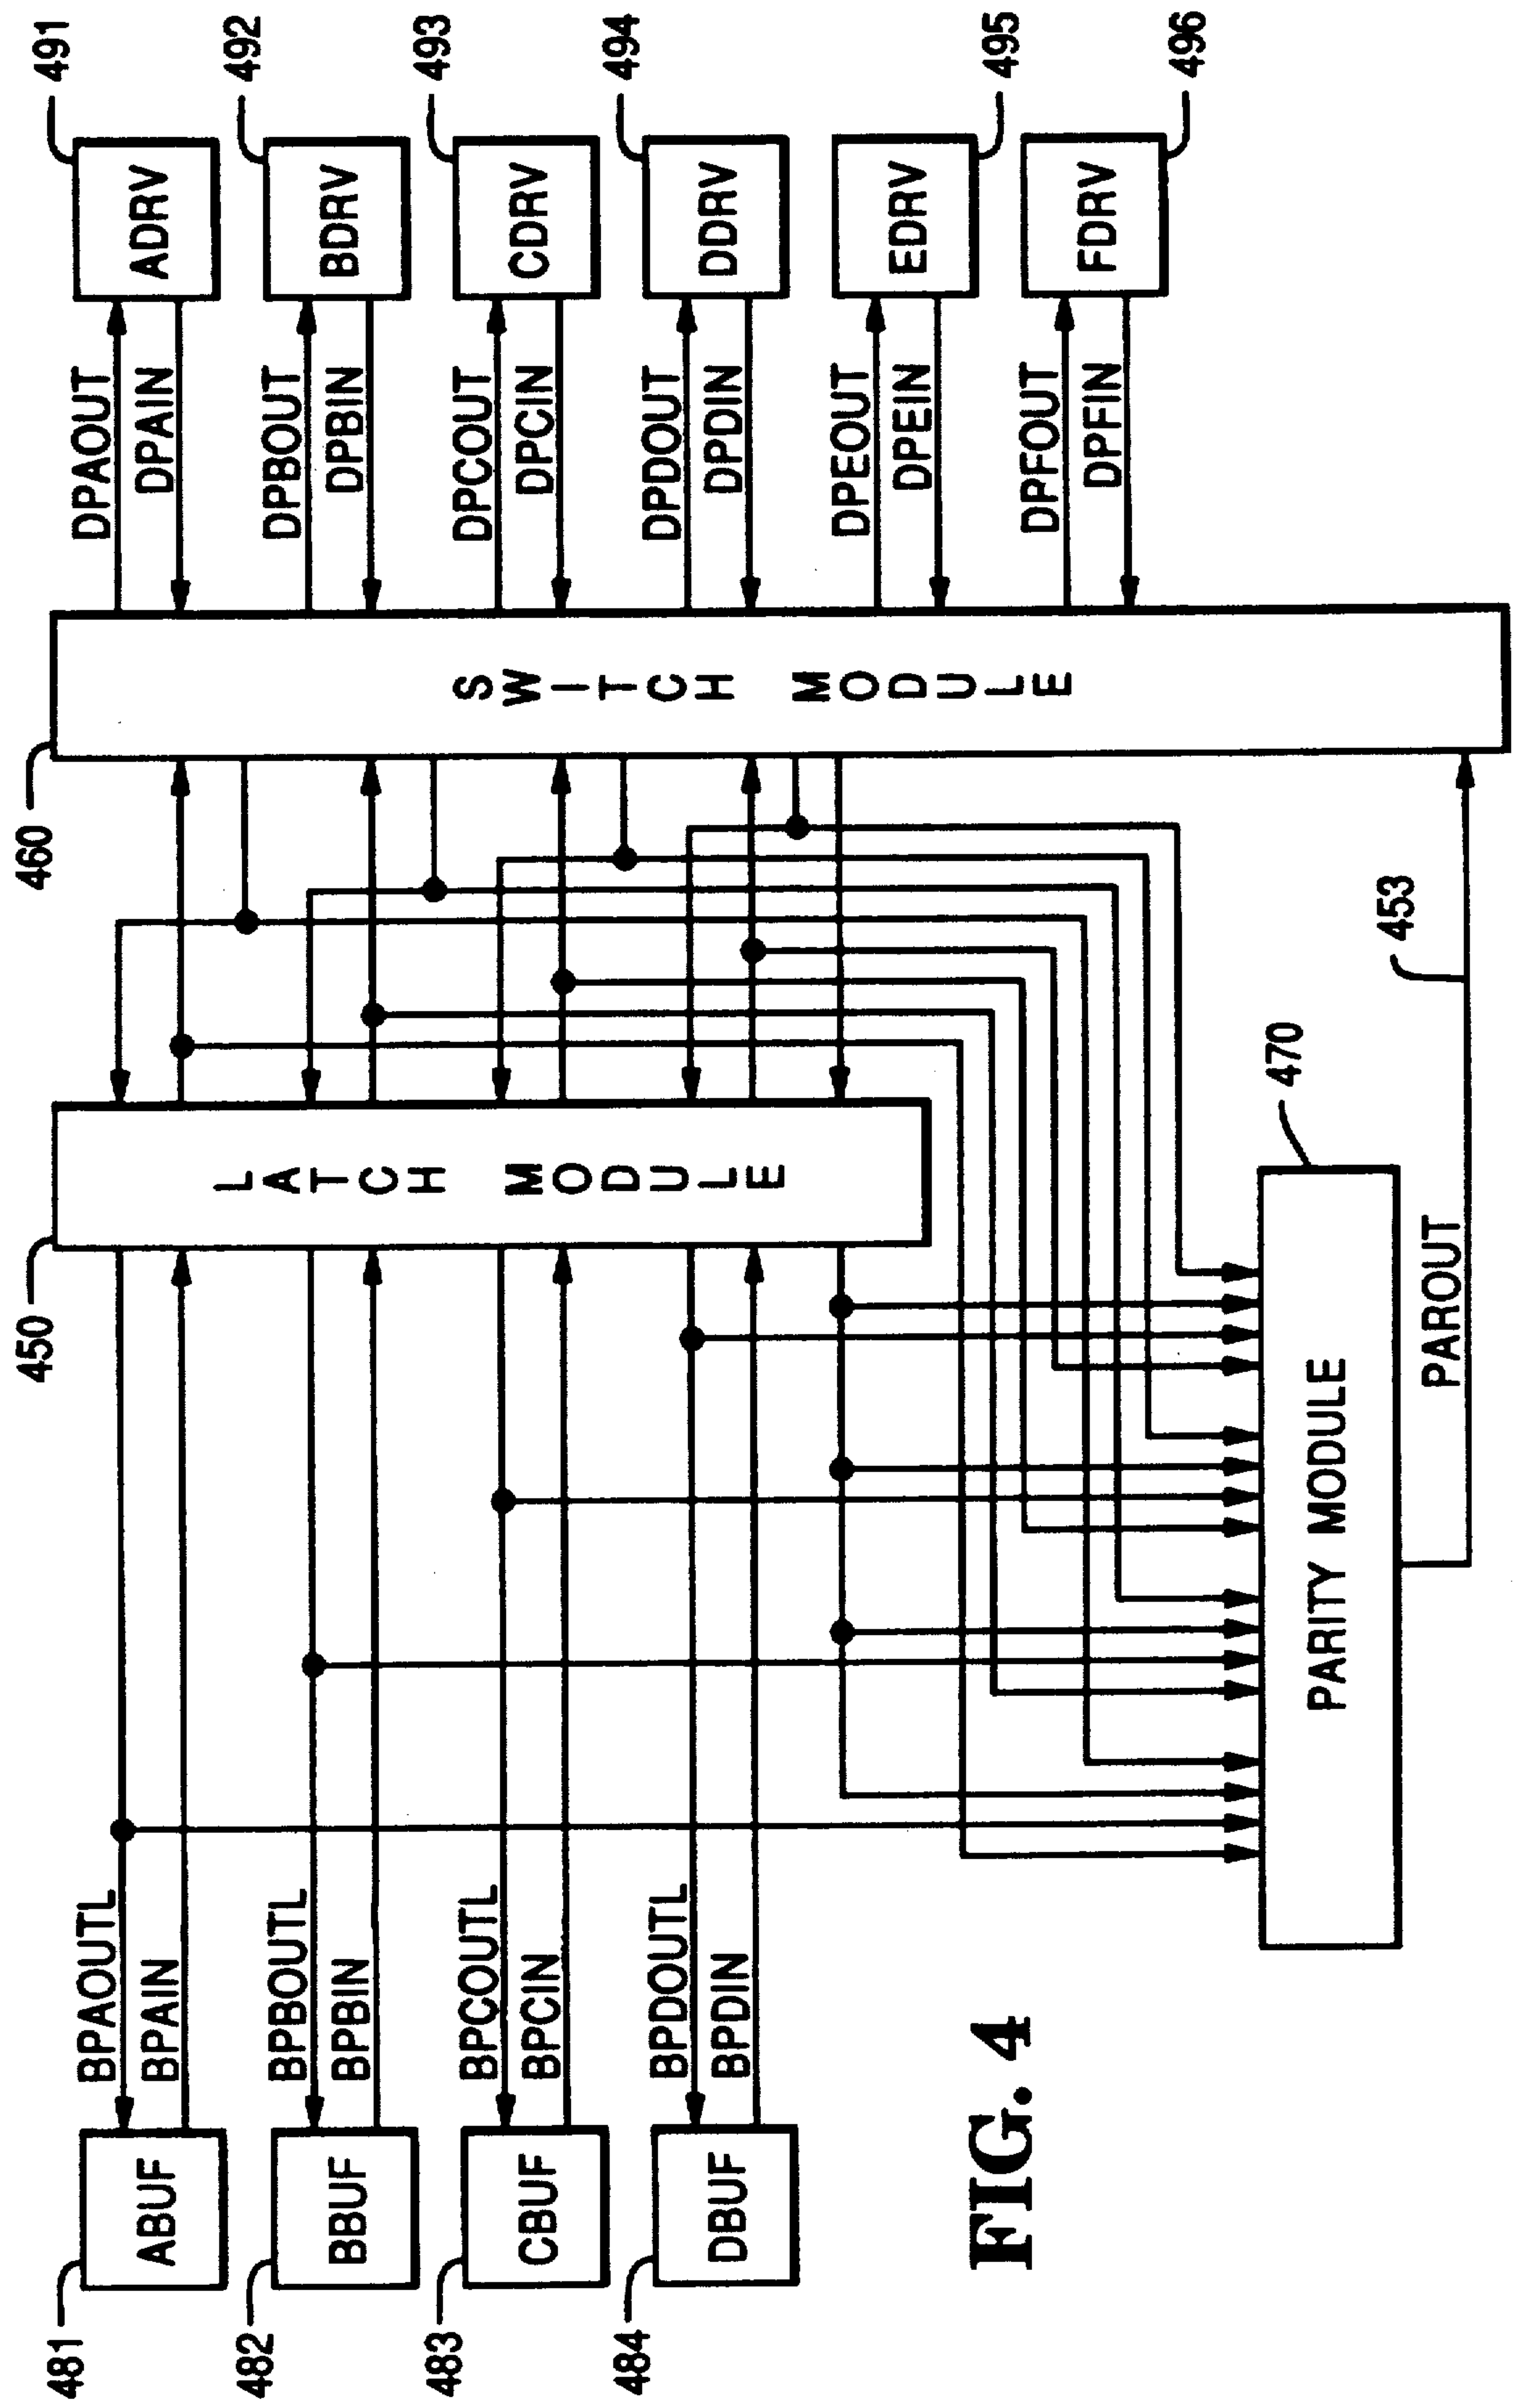 491
492
493
494
495
496
ADRV
BDRV
CDRV
DDRV
EDRV
FDRV
DPAOUT
DPAIN
DPBOUT
DPBIN
DPCOUT
DPCIN
DPDOUT
DPDIN
DPEOUT
DPEIN
DPFOUT
DPFIN
460
SWITCH MODULE
453
450
LATCH MODULE
470
PARITY MODULE
PAROUT
BPAOUTL
BPAIN
BPBOUTL
BPBIN
BPCOUTL
BPCIN
BPDOUTL
BPDIN
ABUF
BBUF
CBUF
DBUF
481
482
483
484
FIG. 4